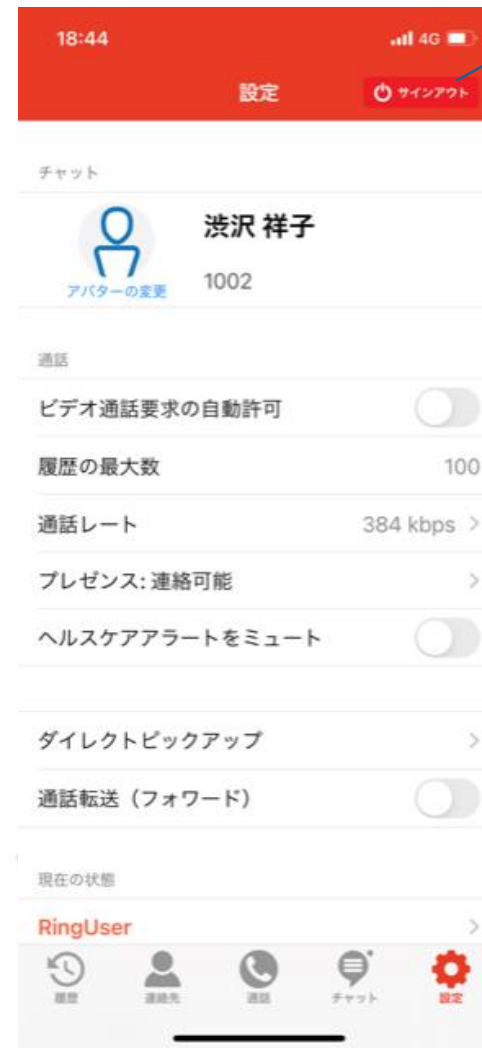 18:44 4G
設定 サインアウト
チャット
渋沢 祥子
アバターの変更 1002
通話
ビデオ通話要求の自動許可
履歴の最大数 100
通話レート 384 kbps >
プレゼンス: 連絡可能 >
ヘルスケアアラートをミュート
ダイレクトピックアップ >
通話転送（フォワード）
現在の状態
RingUser >
履歴 連絡先 通話 チャット 設定